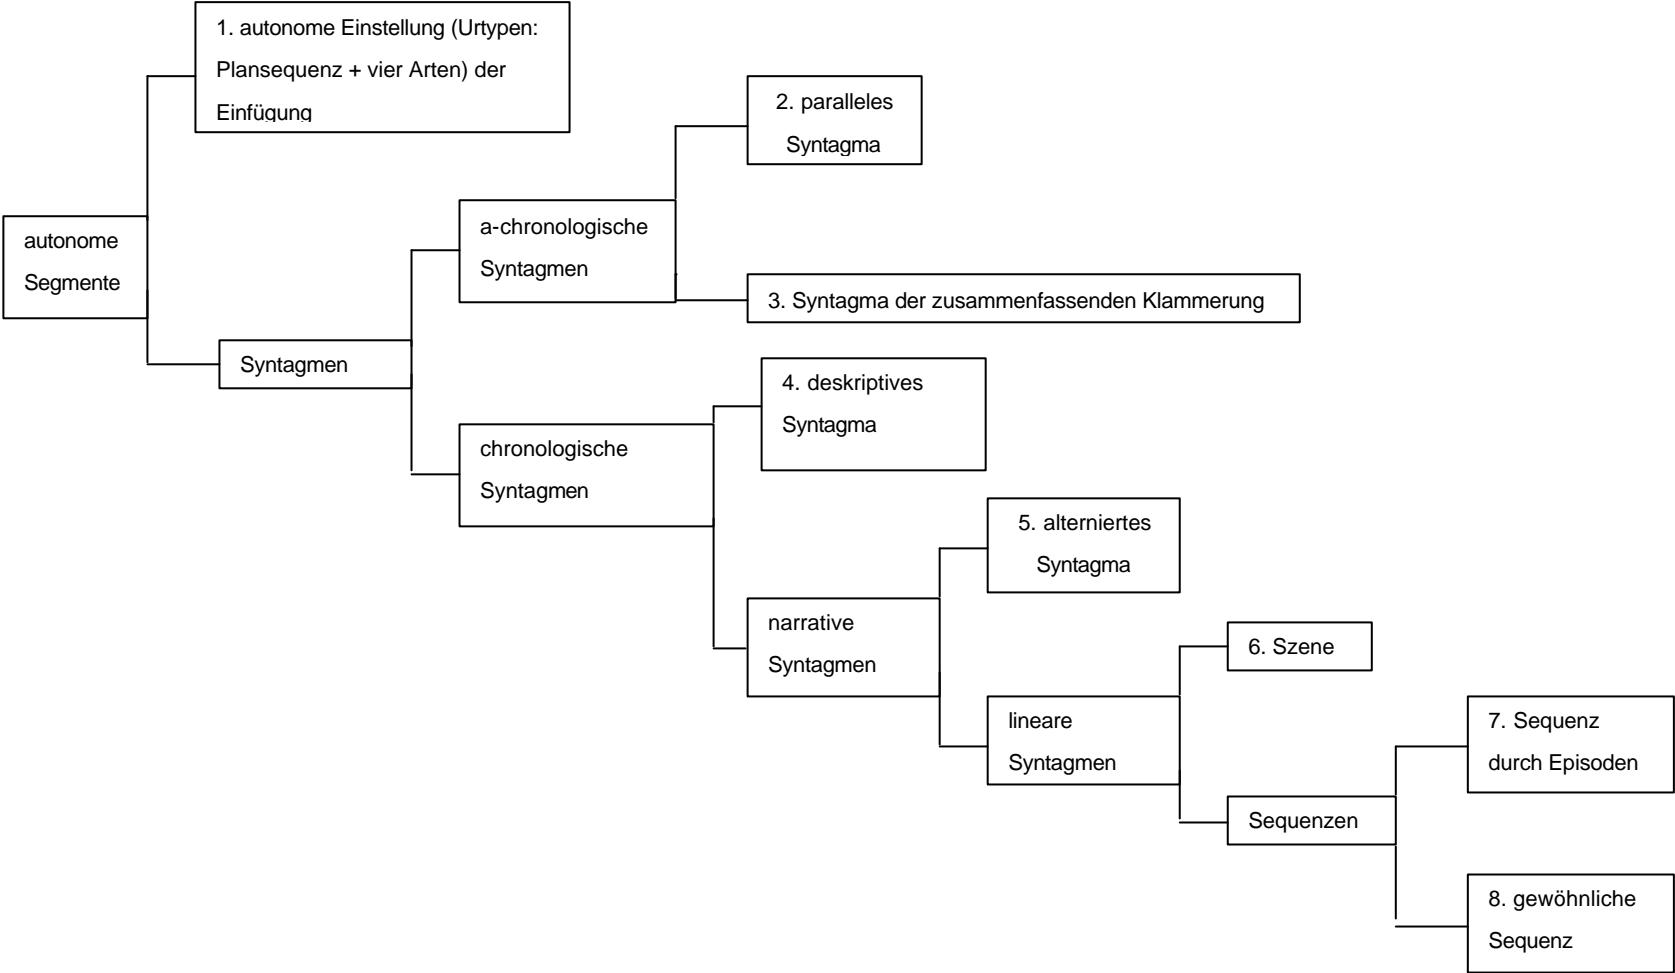 1. autonome Einstellung (Urtypen:
Plansequenz + vier Arten) der
Einfügung
2. paralleles
Syntagma
autonome
Segmente
a-chronologische
Syntagmen
3. Syntagma der zusammenfassenden Klammerung
Syntagmen
4. deskriptives
Syntagma
chronologische
Syntagmen
5. alterniertes
Syntagma
narrative
Syntagmen
6. Szene
lineare
Syntagmen
7. Sequenz
durch Episoden
Sequenzen
8. gewöhnliche
Sequenz